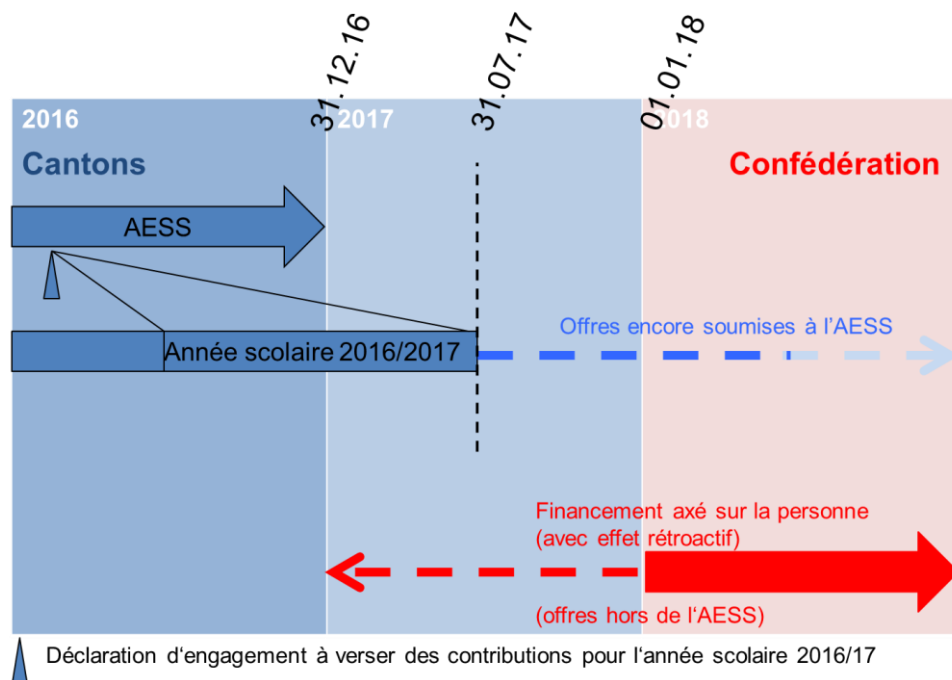 31.12.16
31.07.17
01.01.18
2016
2017
2018
Cantons
Confédération
AESS
Offres encore soumises à l'AESS
Année scolaire 2016/2017
Financement axé sur la personne
(avec effet rétroactif)
(offres hors de l'AESS)
Déclaration d'engagement à verser des contributions pour l'année scolaire 2016/17